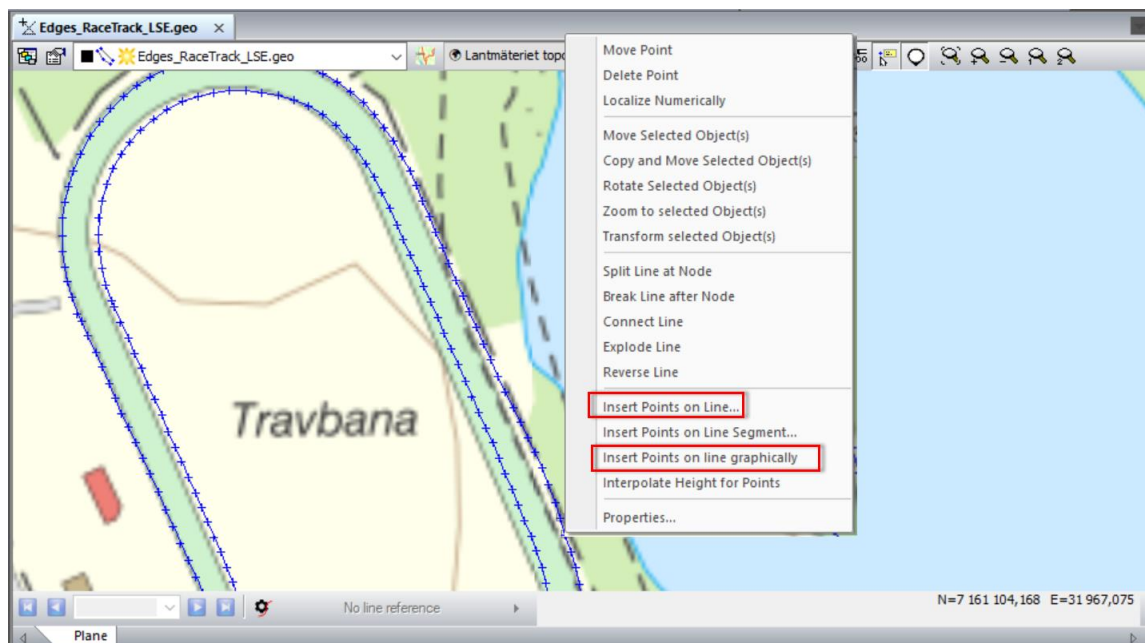 Edges_RaceTrack_LSE.geo
Edges_RaceTrack_LSE.geo
Lantmäteriet topo
Move Point
Delete Point
Localize Numerically
Move Selected Object(s)
Copy and Move Selected Object(s)
Rotate Selected Object(s)
Zoom to selected Object(s)
Transform selected Object(s)
Split Line at Node
Break Line after Node
Connect Line
Explode Line
Reverse Line
Insert Points on Line...
Insert Points on Line Segment...
Insert Points on line graphically
Interpolate Height for Points
Properties...
Travbana
No line reference
N=7 161 104,168 E=31 967,075
Plane